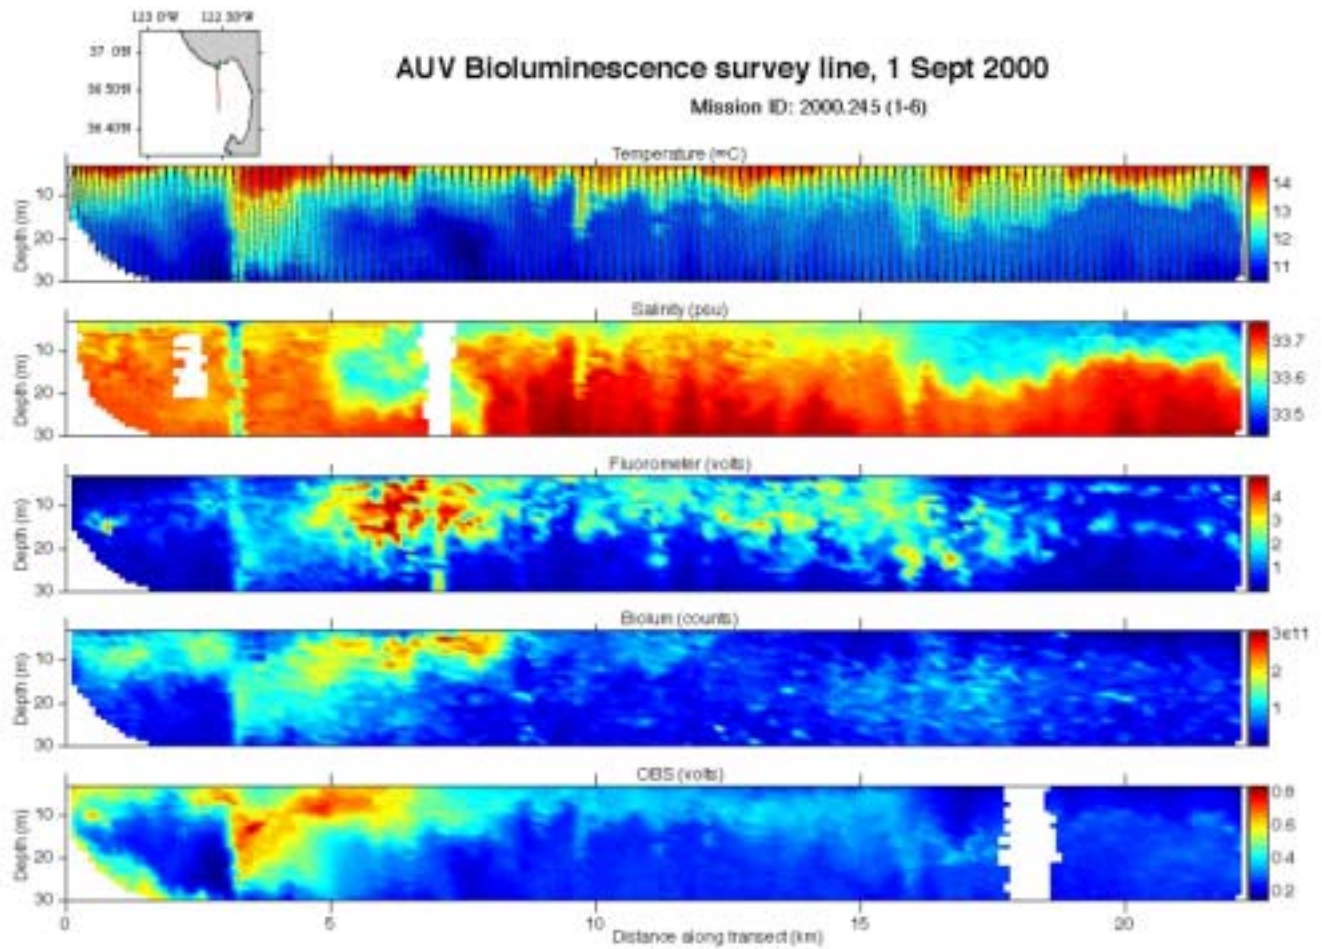 123 0'W 122 30'W
37 0'W
36 50'W
36 40'W
AUV Bioluminescence survey line, 1 Sept 2000
Mission ID: 2000.245 (1-6)
Temperature (∞C)
Depth (m)
10
20
30
14
13
12
11
Salinity (psu)
Depth (m)
10
20
30
33.7
33.6
33.5
Fluorometer (volts)
Depth (m)
10
20
30
4
3
2
1
Biolum (counts)
Depth (m)
10
20
30
3e11
2
1
OBS (volts)
Depth (m)
10
20
30
0.8
0.6
0.4
0.2
0 5 10 15 20
Distance along transect (km)